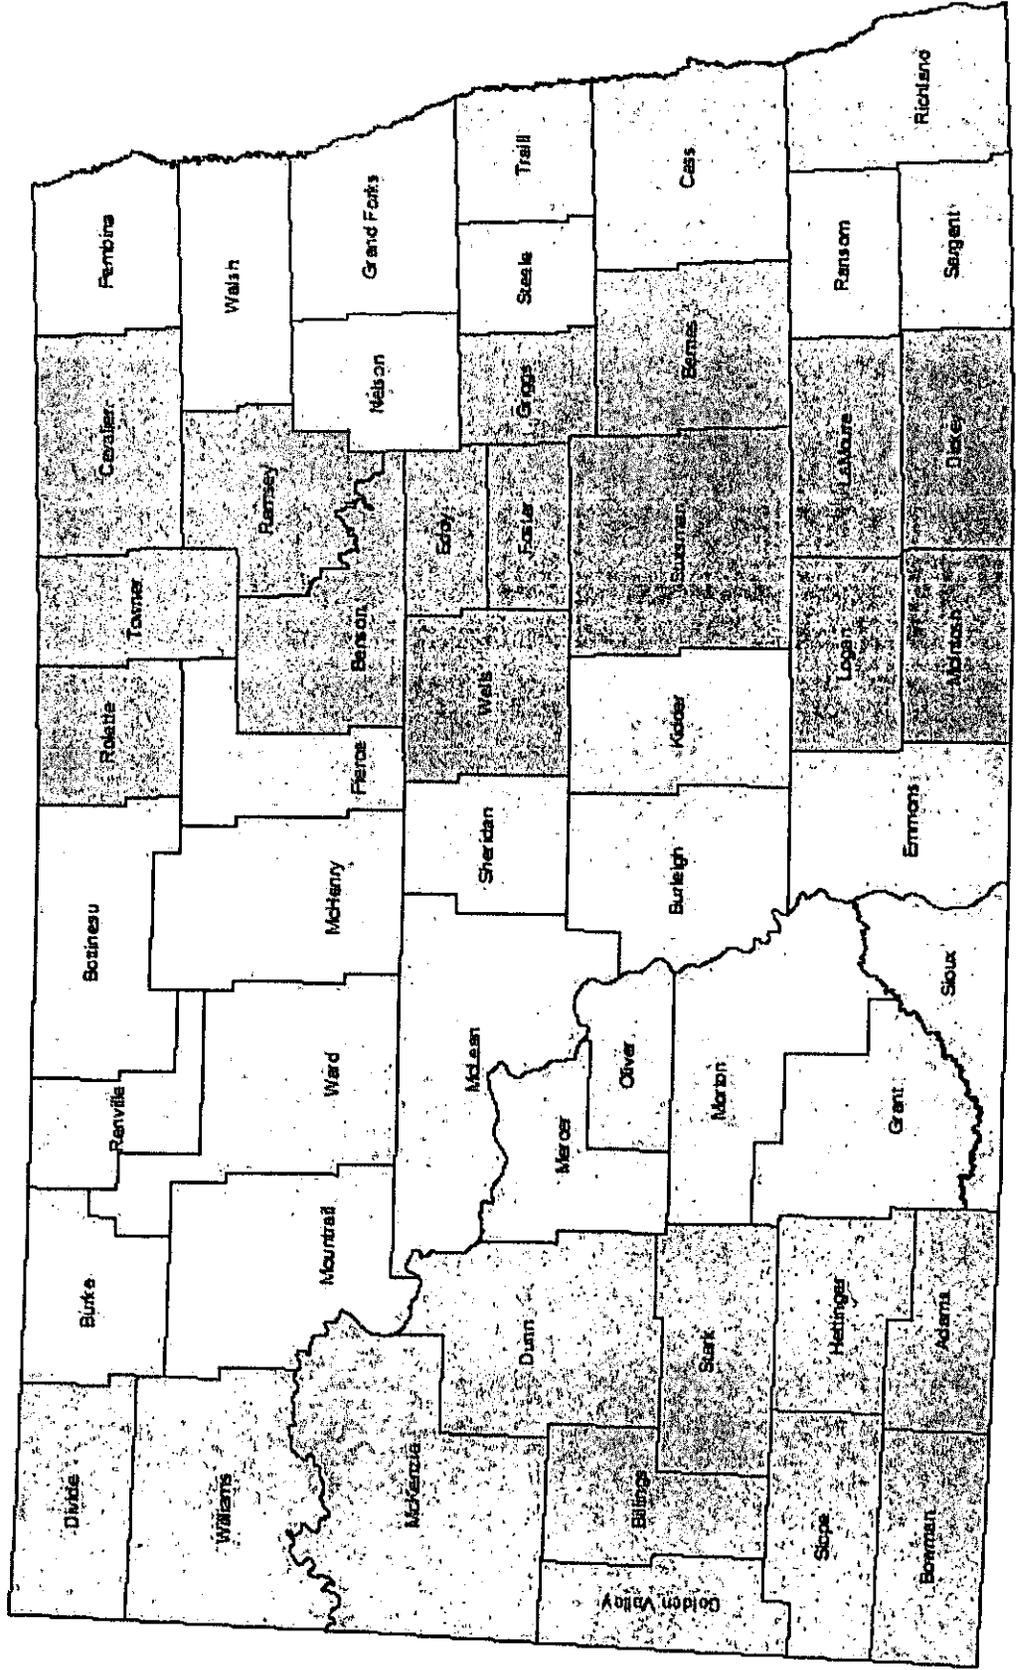 Divide
Burke
Renville
Bottineau
Rolette
Towner
Cavalier
Pembina
Williams
Mountrail
Ward
McHenry
Pierce
Benson
Ramsey
Walsh
Nelson
Grand Forks
McKenzie
Dunn
Mercer
McLean
Oliver
Sheridan
Wells
Eddy
Foster
Griggs
Steele
Traill
Golden Valley
Billings
Stark
Morton
Burleigh
Kidder
Stutsman
Barnes
Cass
Slope
Hettinger
Grant
Bowman
Adams
Sioux
Emmons
Logan
McIntosh
LaMoure
Dickey
Ransom
Sargent
Richland